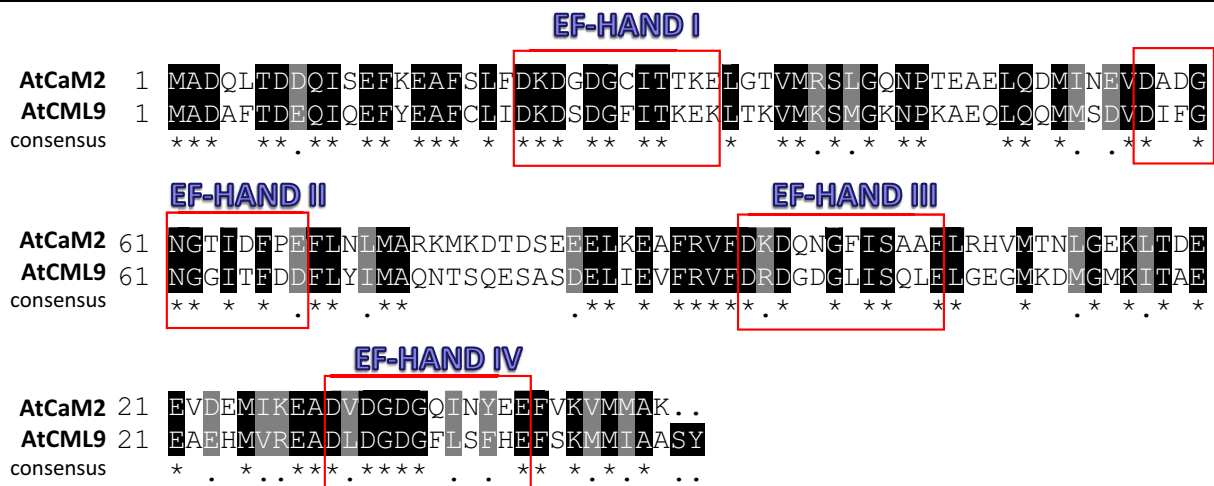 EF-HAND I
AtCaM2 1 MADQLTDDQISEFKEAFSLFDKDGDGCITTKELGTVMRSLGQNPTEAELQDMINEVDADG
AtCML9 1 MADAFTDEQIQEFYEAFCLIDKDSDGFITKEKLTKVMKSMGKNPKAEQLQQMMSDVDIFG
consensus *** **.** ** *** * *** ** ** * **.*.* ** ** *. .** *
EF-HAND II EF-HAND III
AtCaM2 61 NGTIDFPEFLNLMARKMKDTDSEEELKEAFRVFDKDQNGFISAAELRHVMTNLGEKLTDE
AtCML9 61 NGGITFDDFLYIMAQNTSQESASDELIEVFRVFDRDGDGLISQLELGEGMKDMGMKITAE
consensus ** * * .** .** .** * ****.* * ** ** * .* *.* *
EF-HAND IV
AtCaM2 21 EVDEMIKEADVDGDGQINYEEFVKVMMAK..
AtCML9 21 EAEHMVREADLDGDGFLSFHEFSKMMIAASY
consensus * . *..***.**** . . ** * *.* ..